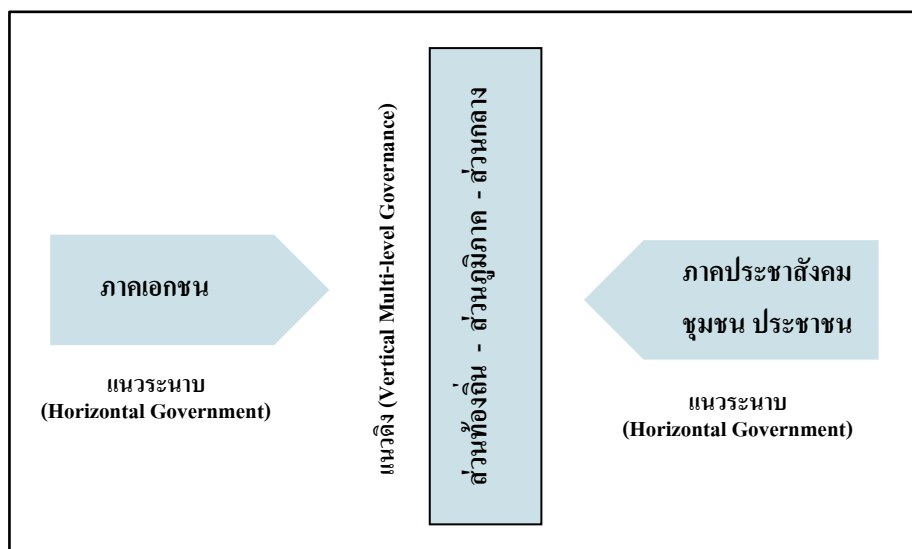 ภาคเอกชน
แนวระนาบ
(Horizontal Government)
แนวดิ่ง (Vertical Multi-level Governance)
ส่วนท้องถิ่น - ส่วนภูมิภาค - ส่วนกลาง
ภาคประชาสังคม
ชุมชน ประชาชน
แนวระนาบ
(Horizontal Government)